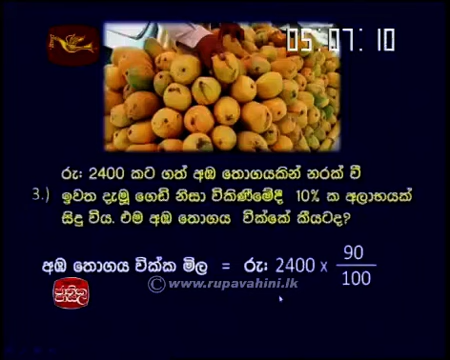 05:07:10
රු: 2400 කට ගත් අඹ තොගයකින් නරක් වී
3.) ඉවත දැමූ ගෙඩි නිසා විකිණීමේදී 10% ක අලාභයක්
සිදු විය. එම අඹ තොගය වික්කේ කීයටද?
අඹ තොගය වික්ක මිල = රු: 2400 × 90
100
ජාතික
පාසල
© www.rupavahini.lk